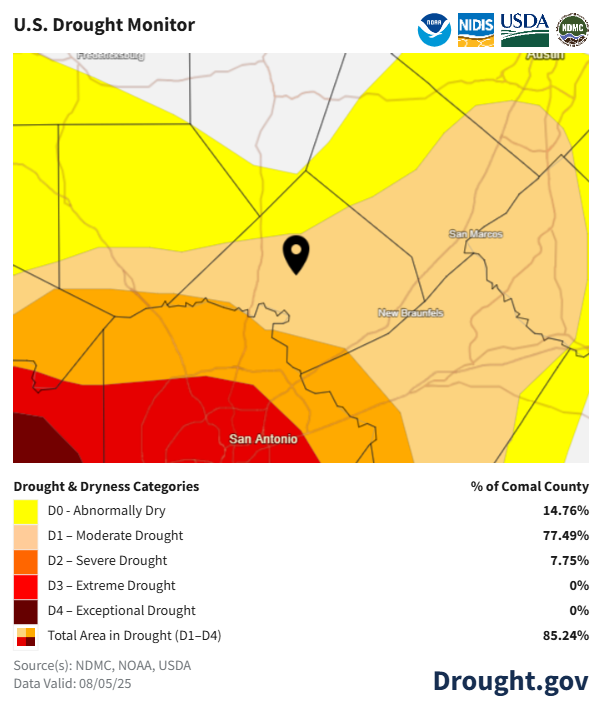 U.S. Drought Monitor
NOAA
NIDIS
USDA
NDMC
Fredericksburg
Austin
San Marcos
New Braunfels
San Antonio
Drought & Dryness Categories % of Comal County
D0 - Abnormally Dry 14.76%
D1 – Moderate Drought 77.49%
D2 – Severe Drought 7.75%
D3 – Extreme Drought 0%
D4 – Exceptional Drought 0%
Total Area in Drought (D1–D4) 85.24%
Source(s): NDMC, NOAA, USDA
Data Valid: 08/05/25
Drought.gov